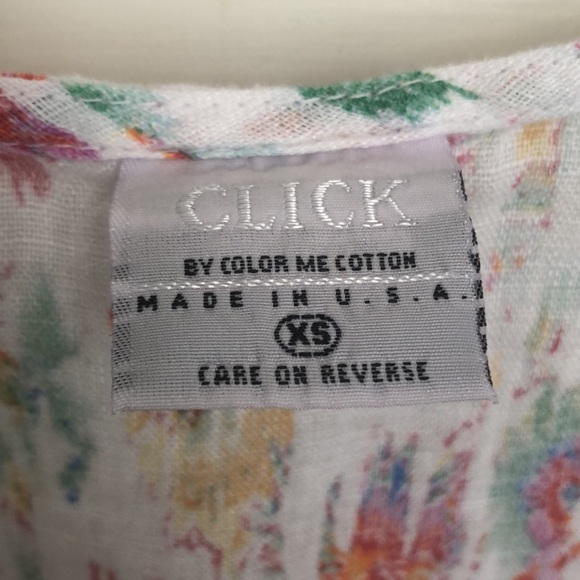 CLICK
BY COLOR ME COTTON
MADE IN U.S.A.
XS
CARE ON REVERSE